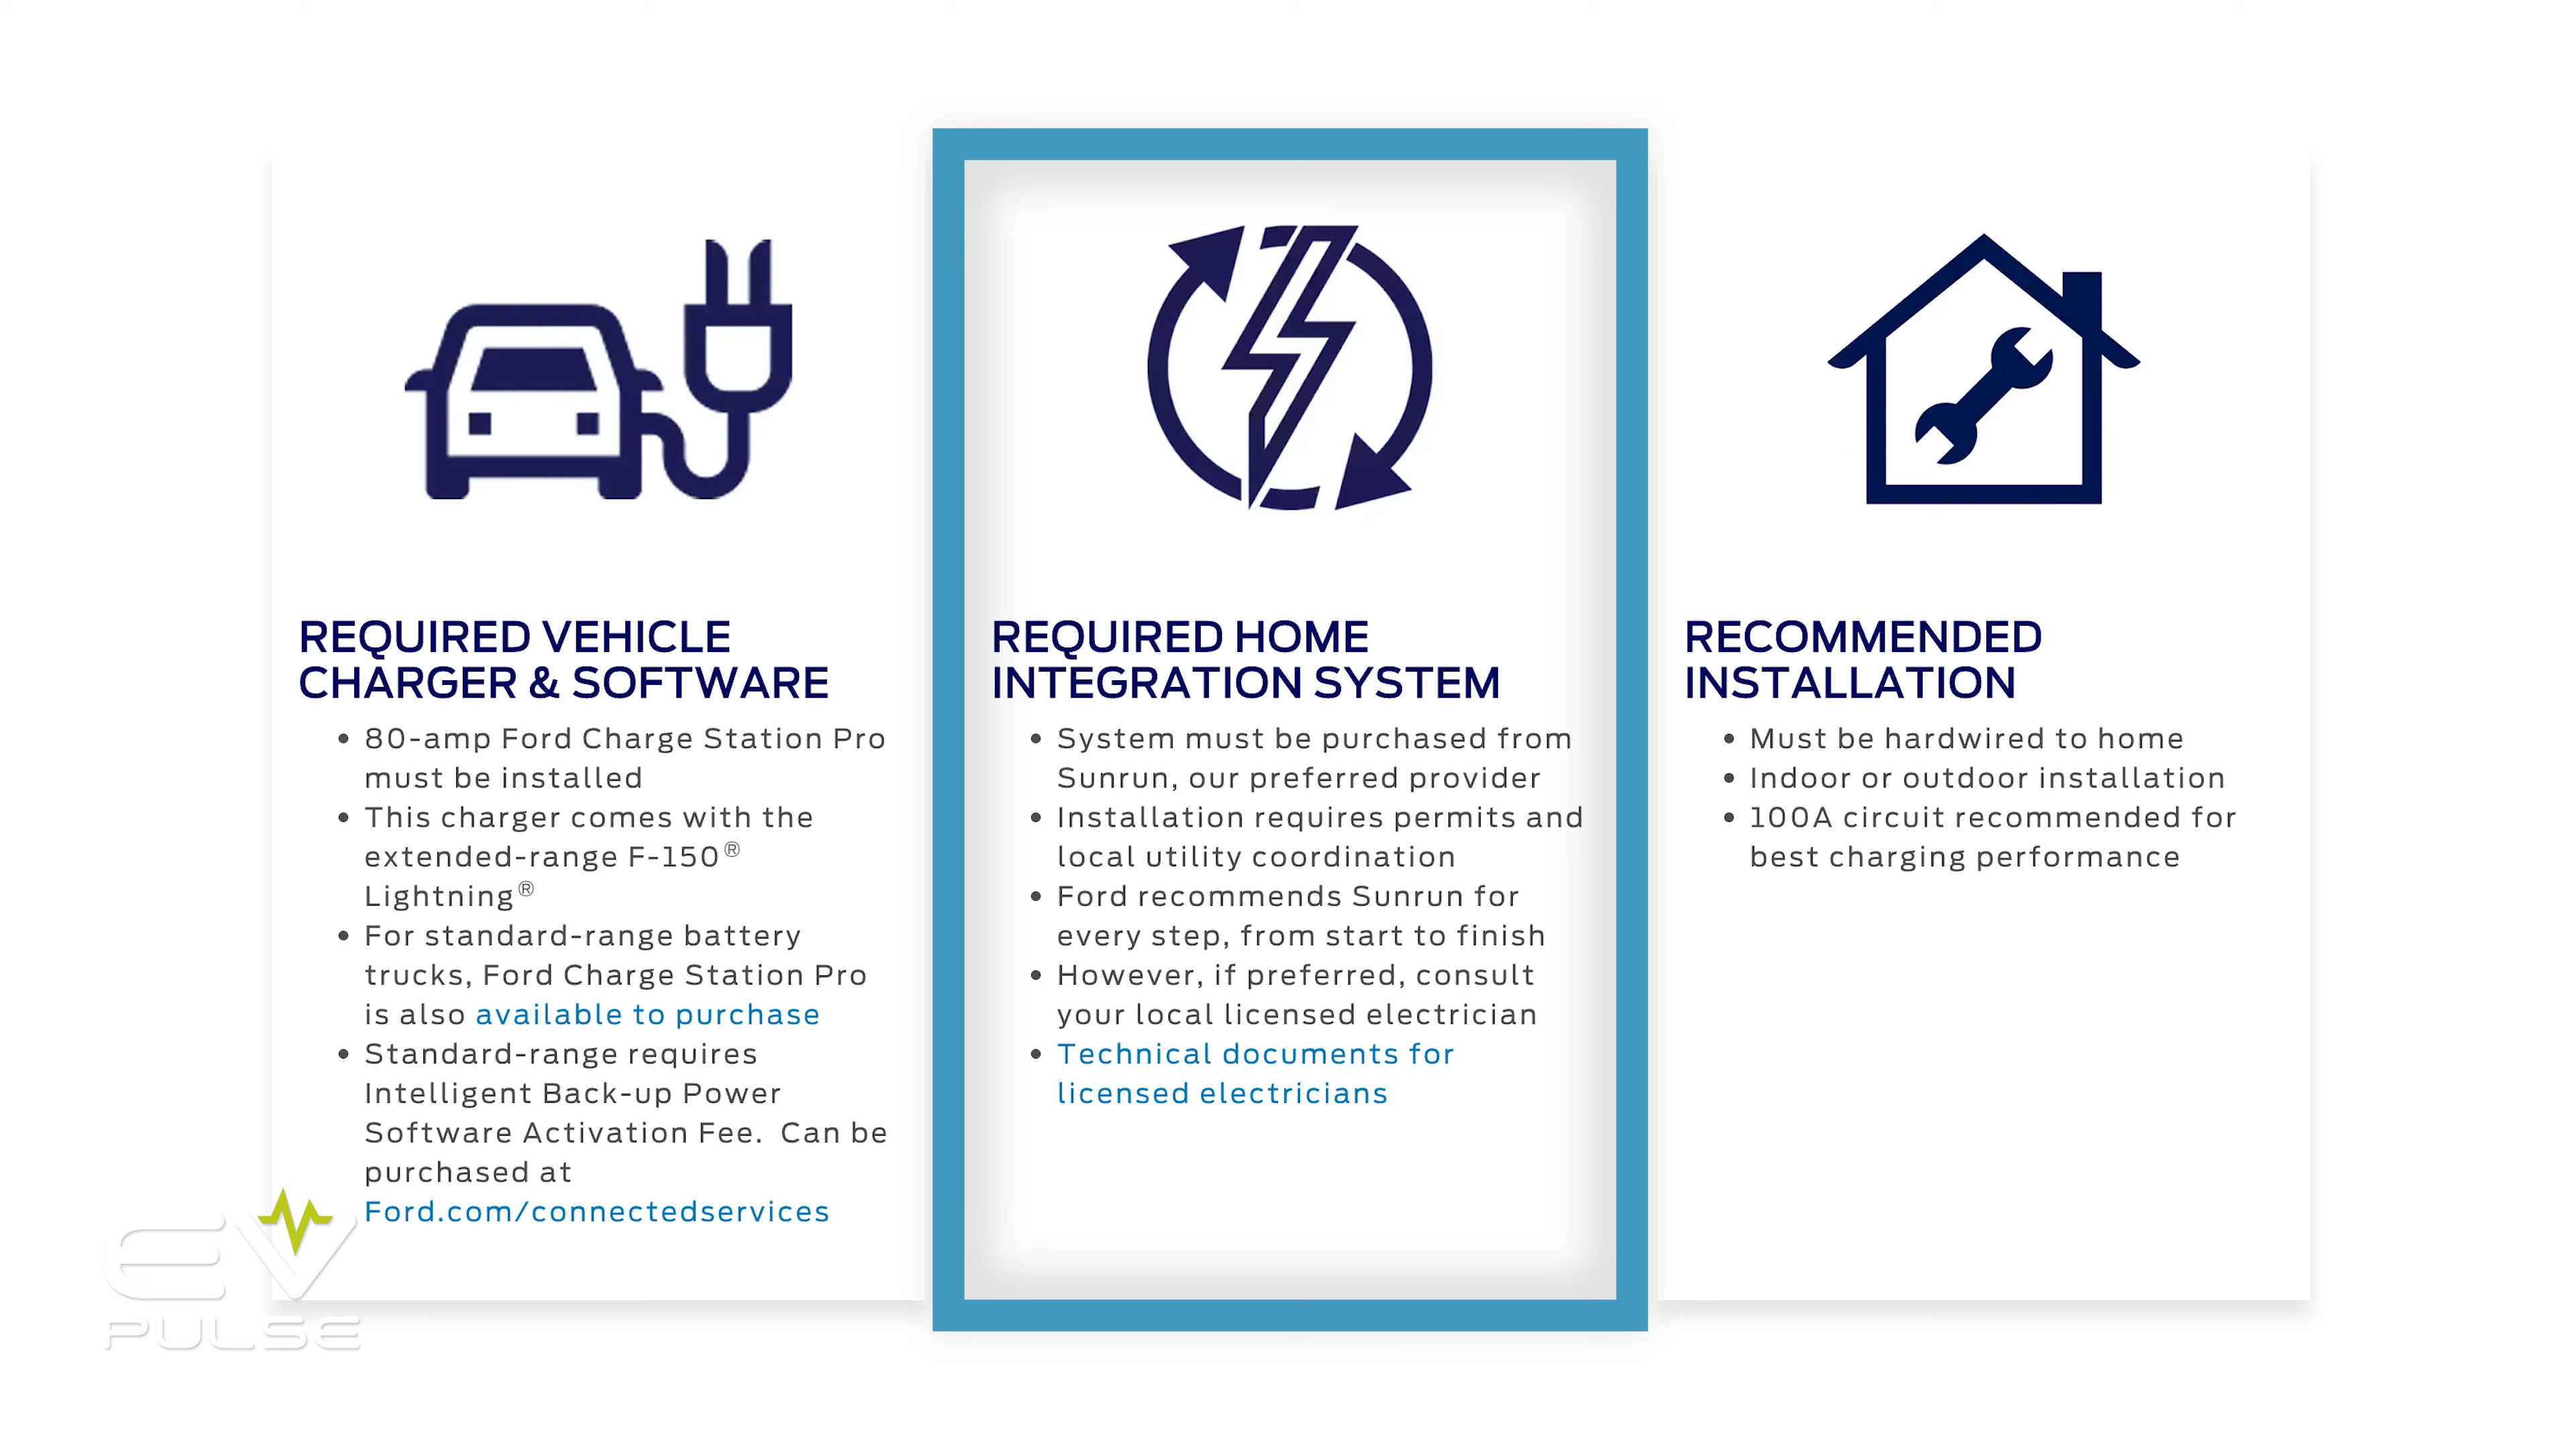 REQUIRED VEHICLE
CHARGER & SOFTWARE
• 80-amp Ford Charge Station Pro
must be installed
• This charger comes with the
extended-range F-150®
Lightning®
• For standard-range battery
trucks, Ford Charge Station Pro
is also available to purchase
• Standard-range requires
Intelligent Back-up Power
Software Activation Fee.  Can be
purchased at
Ford.com/connectedservices
REQUIRED HOME
INTEGRATION SYSTEM
• System must be purchased from
Sunrun, our preferred provider
• Installation requires permits and
local utility coordination
• Ford recommends Sunrun for
every step, from start to finish
• However, if preferred, consult
your local licensed electrician
• Technical documents for
licensed electricians
RECOMMENDED
INSTALLATION
• Must be hardwired to home
• Indoor or outdoor installation
• 100A circuit recommended for
best charging performance
EV
PULSE